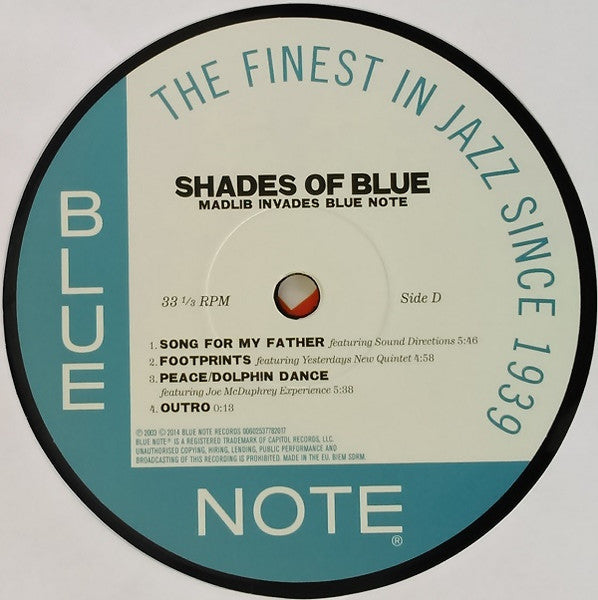 THE FINEST IN JAZZ SINCE 1939
SHADES OF BLUE
MADLIB INVADES BLUE NOTE
33 1/3 RPM
Side D
1. SONG FOR MY FATHER featuring Sound Directions 5:46
2. FOOTPRINTS featuring Yesterdays New Quintet 4:58
3. PEACE/DOLPHIN DANCE
featuring Joe McDuphrey Experience 5:38
4. OUTRO 0:13
℗ 2003 © 2014 BLUE NOTE RECORDS 00602537782017
BLUE NOTE® IS A REGISTERED TRADEMARK OF CAPITOL RECORDS, LLC.
UNAUTHORISED COPYING, HIRING, LENDING, PUBLIC PERFORMANCE AND
BROADCASTING OF THIS RECORDING IS PROHIBITED. MADE IN THE EU. BIEM SDRM.
BLUE
NOTE®